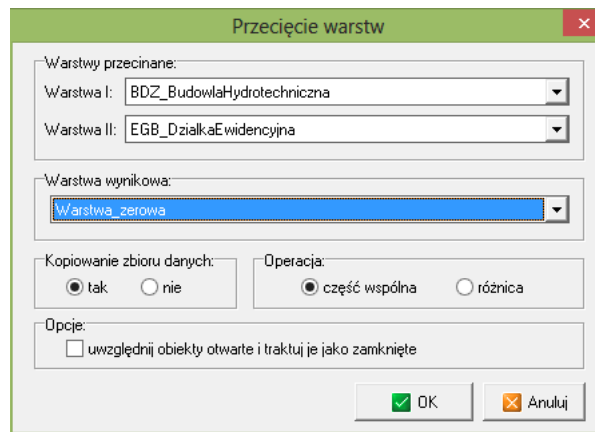 Przecięcie warstw
Warstwy przecinane:
Warstwa I: BDZ_BudowlaHydrotechniczna
Warstwa II: EGB_DzialkaEwidencyjna
Warstwa wynikowa:
Warstwa_zerowa
Kopiowanie zbioru danych: Operacja:
tak nie część wspólna różnica
Opcje:
uwzględnij obiekty otwarte i traktuj je jako zamknięte
OK Anuluj